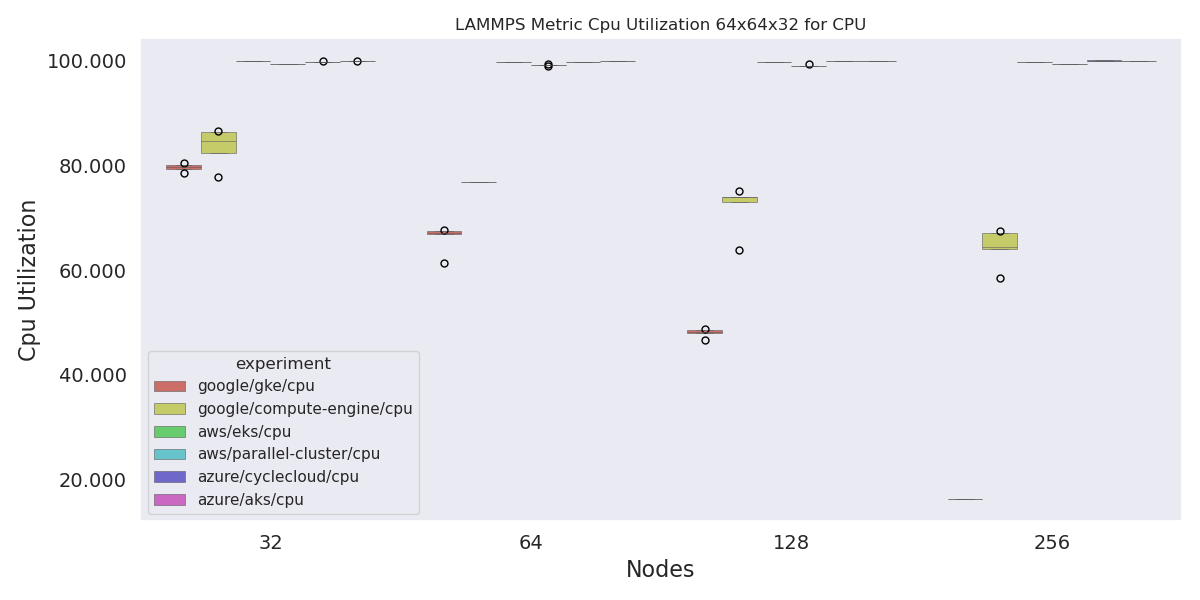 LAMMPS Metric Cpu Utilization 64x64x32 for CPU
100.000
80.000
60.000
40.000
20.000
Cpu Utilization
experiment
google/gke/cpu
google/compute-engine/cpu
aws/eks/cpu
aws/parallel-cluster/cpu
azure/cyclecloud/cpu
azure/aks/cpu
32
64
128
256
Nodes